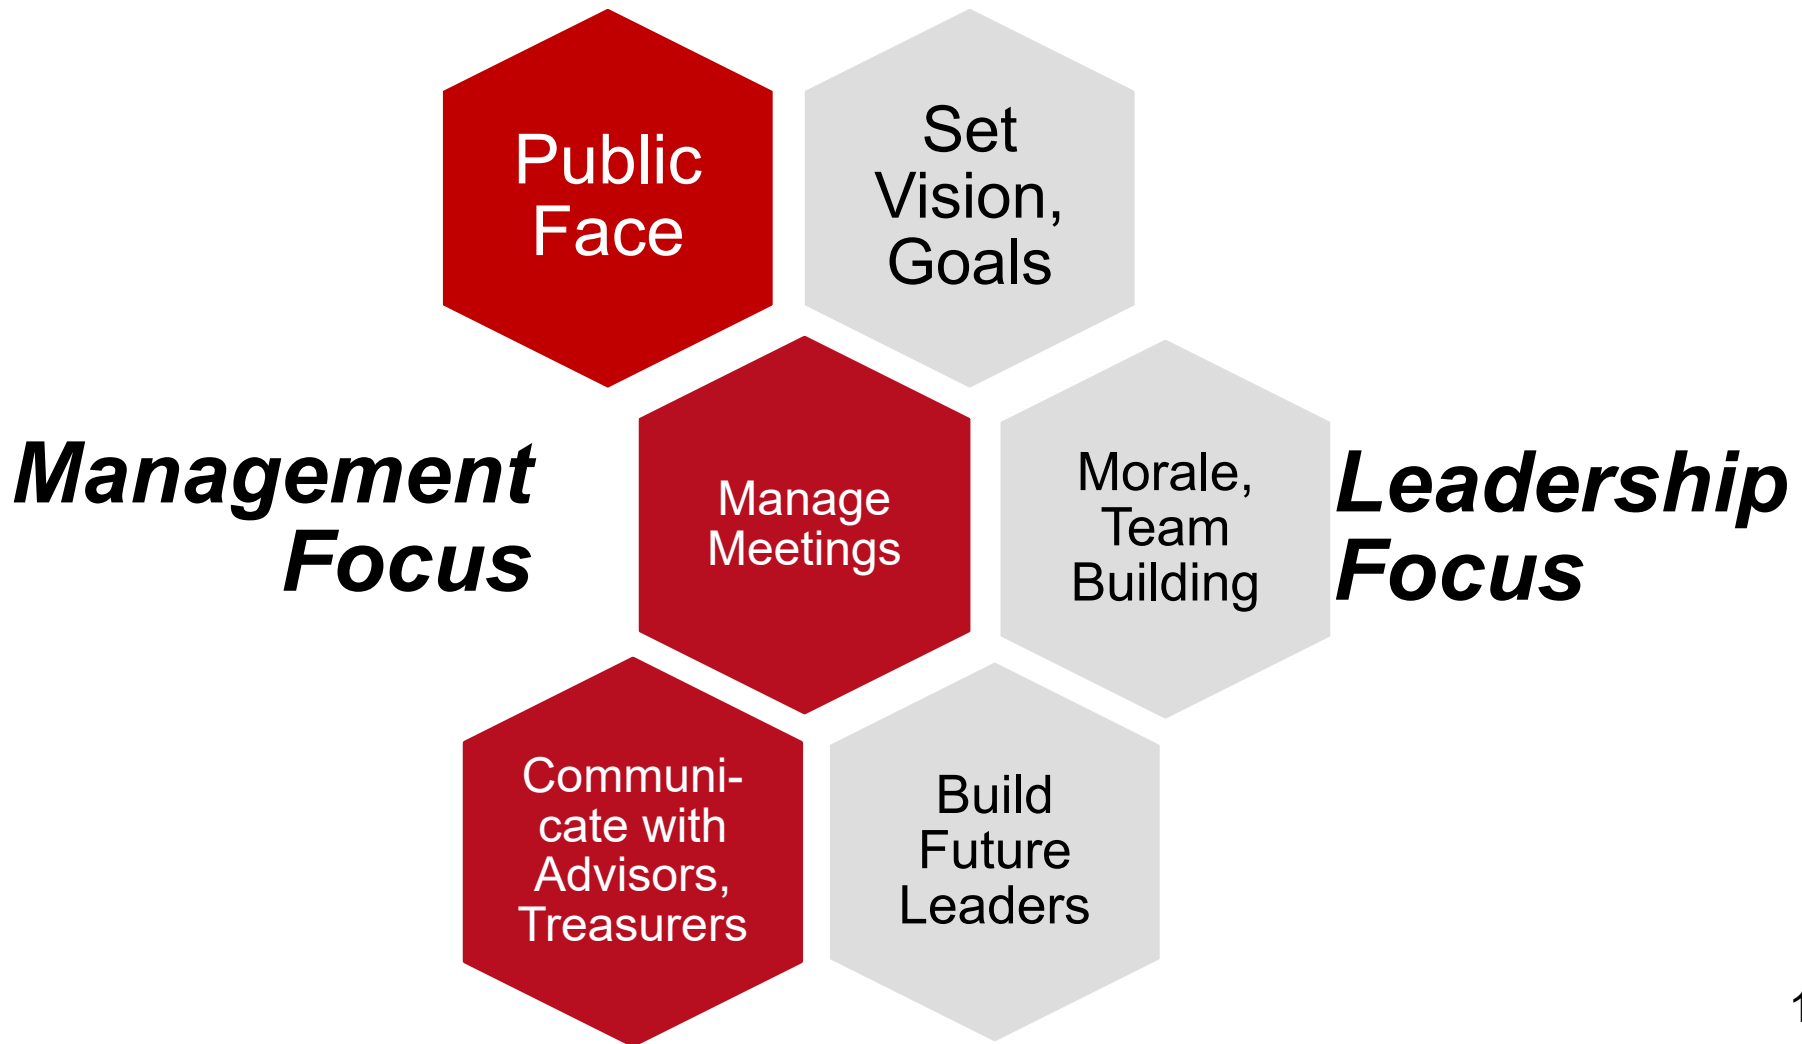 Public
Face
Set
Vision,
Goals
Management
Focus
Manage
Meetings
Morale,
Team
Building
Leadership
Focus
Communi-
cate with
Advisors,
Treasurers
Build
Future
Leaders
1